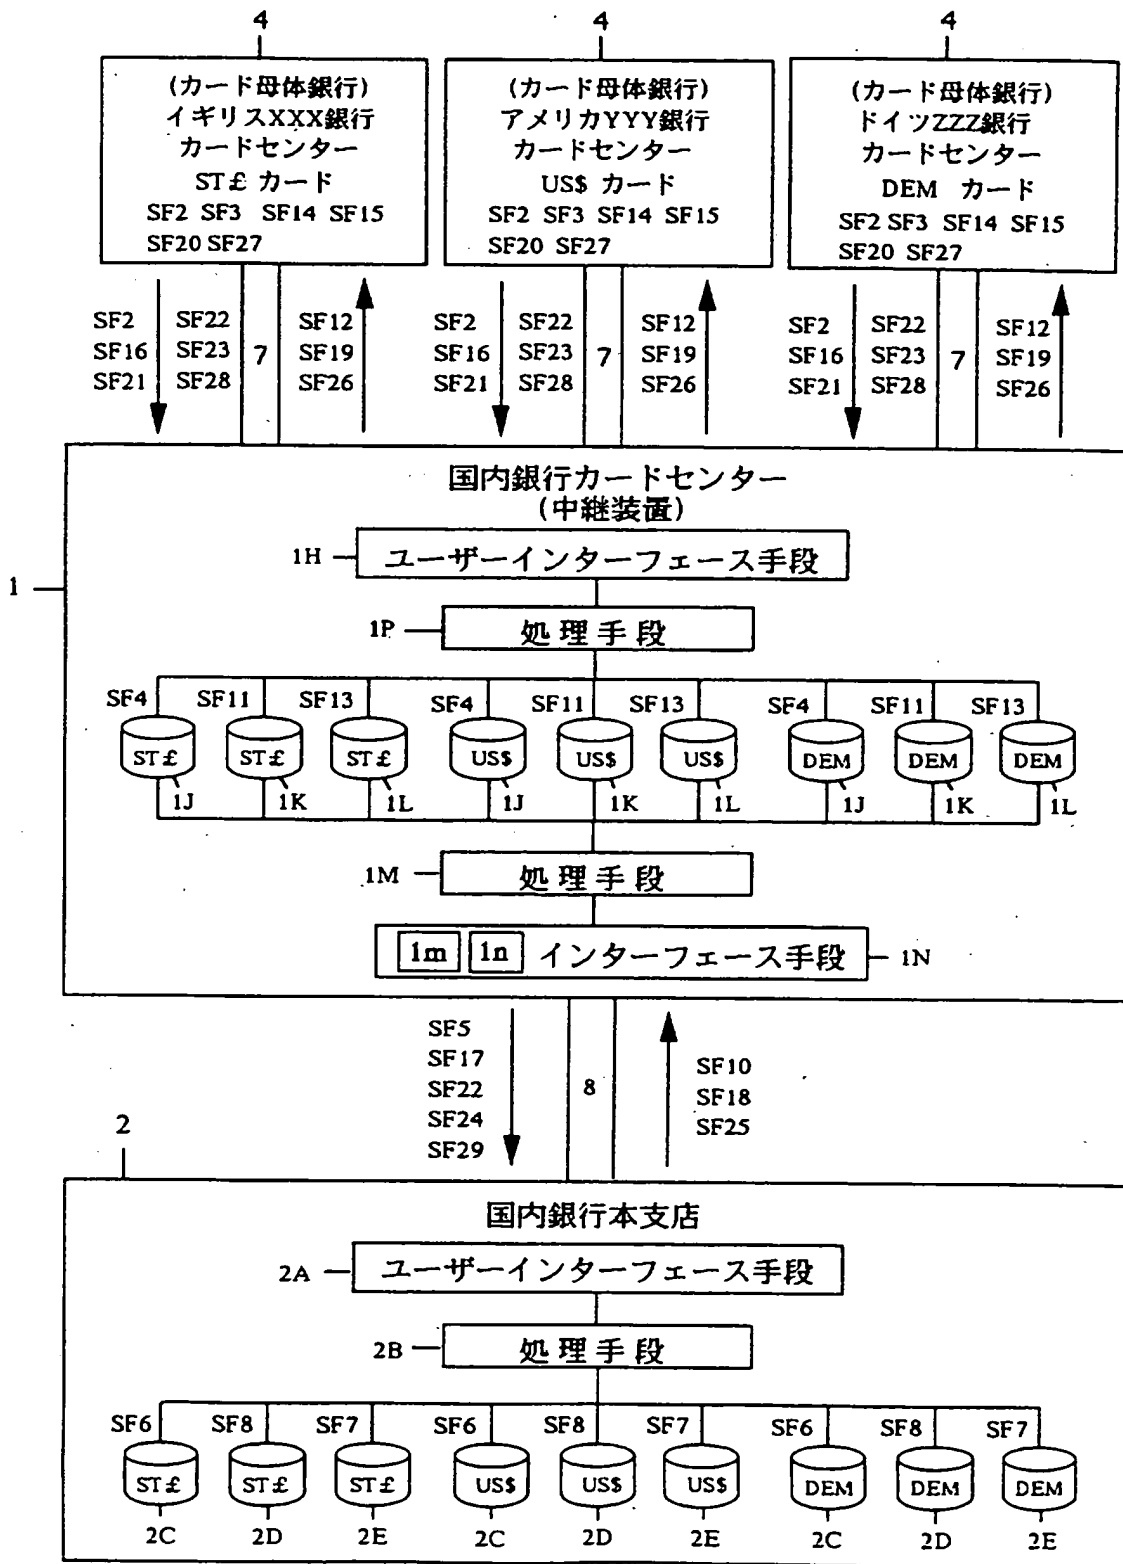 4 4 4
(カード母体銀行)
イギリスXXX銀行
カードセンター
ST£ カード
SF2 SF3 SF14 SF15
SF20 SF27
(カード母体銀行)
アメリカYYY銀行
カードセンター
US$ カード
SF2 SF3 SF14 SF15
SF20 SF27
(カード母体銀行)
ドイツZZZ銀行
カードセンター
DEM カード
SF2 SF3 SF14 SF15
SF20 SF27
SF2 SF22 SF12
SF16 SF23 7 SF19
SF21 SF28 SF26
SF2 SF22 SF12
SF16 SF23 7 SF19
SF21 SF28 SF26
SF2 SF22 SF12
SF16 SF23 7 SF19
SF21 SF28 SF26
1
国内銀行カードセンター
(中継装置)
1H ユーザーインターフェース手段
1P 処理手段
SF4 SF11 SF13 SF4 SF11 SF13 SF4 SF11 SF13
ST£ ST£ ST£ US$ US$ US$ DEM DEM DEM
1J 1K 1L 1J 1K 1L 1J 1K 1L
1M 処理手段
1m 1n インターフェース手段 1N
SF5
SF17
SF22
SF24
SF29
8
SF10
SF18
SF25
2
国内銀行本支店
2A ユーザーインターフェース手段
2B 処理手段
SF6 SF8 SF7 SF6 SF8 SF7 SF6 SF8 SF7
ST£ ST£ ST£ US$ US$ US$ DEM DEM DEM
2C 2D 2E 2C 2D 2E 2C 2D 2E